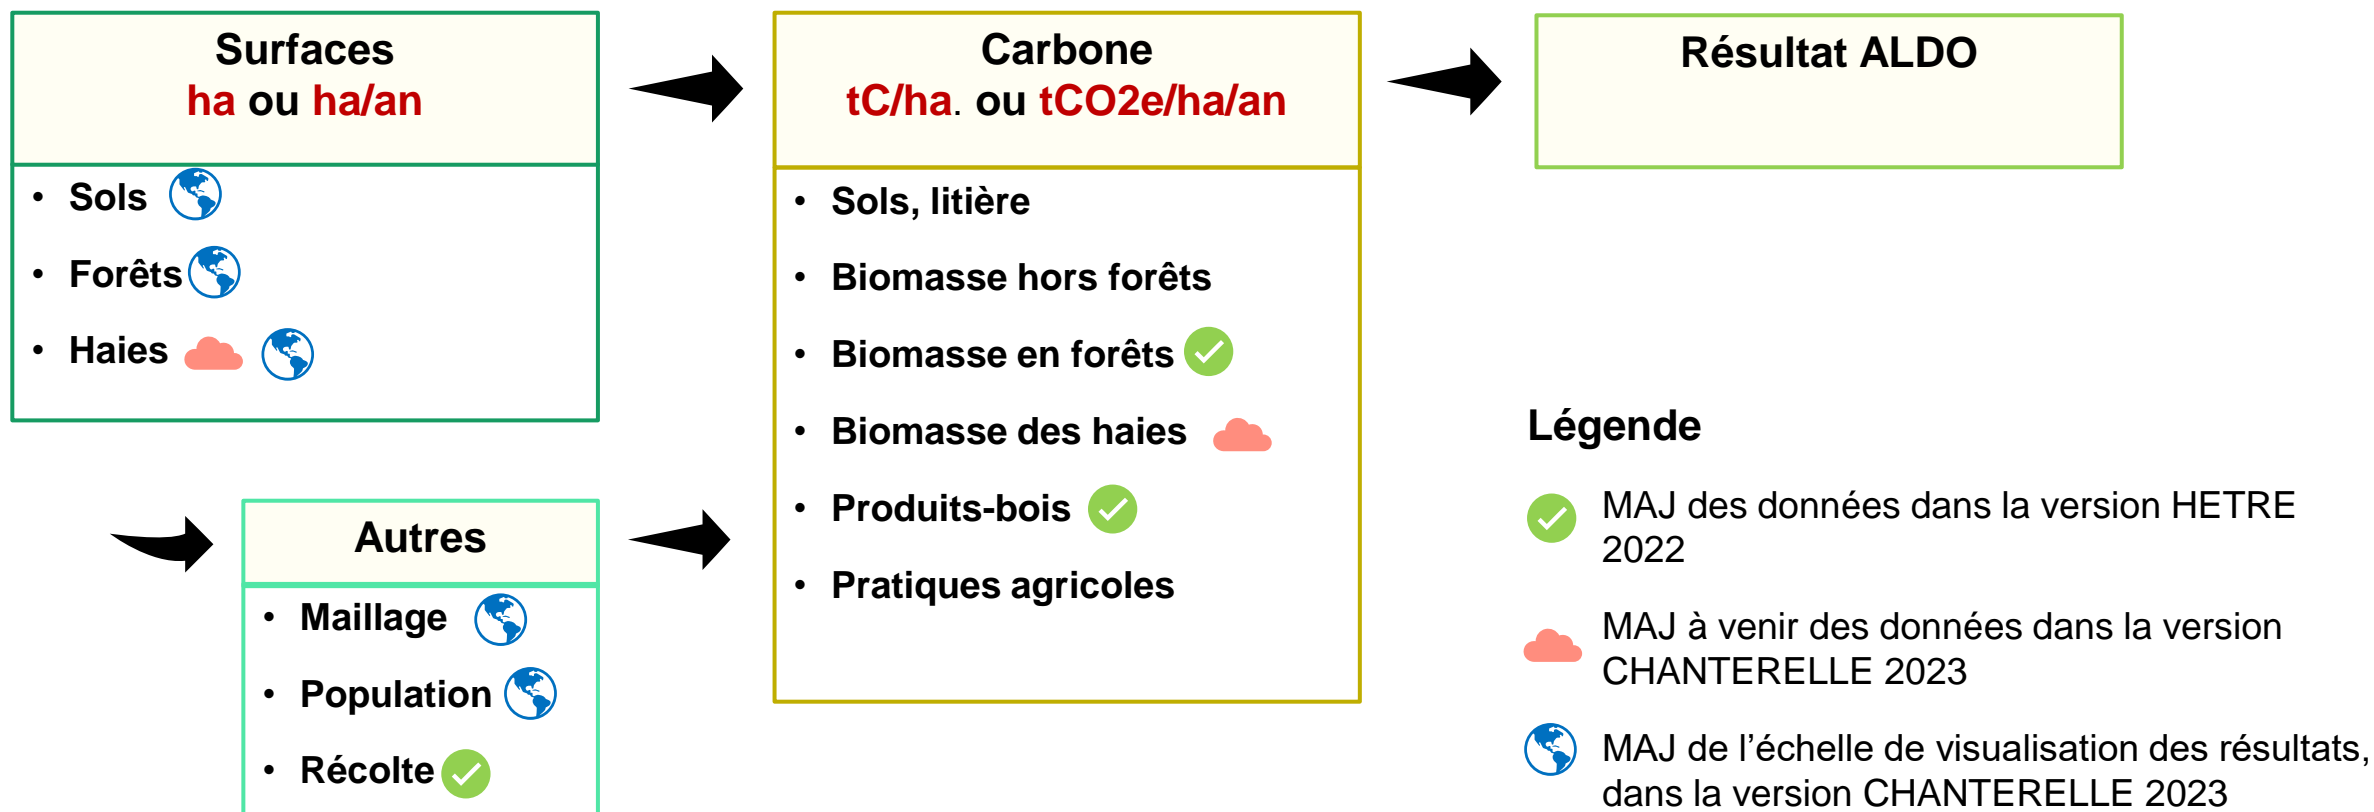 Surfaces
ha ou ha/an
• Sols
• Forêts
• Haies
Autres
• Maillage
• Population
• Récolte
Carbone
tC/ha. ou tCO2e/ha/an
• Sols, litière
• Biomasse hors forêts
• Biomasse en forêts
• Biomasse des haies
• Produits-bois
• Pratiques agricoles
Résultat ALDO
Légende
MAJ des données dans la version HETRE
2022
MAJ à venir des données dans la version
CHANTERELLE 2023
MAJ de l’échelle de visualisation des résultats,
dans la version CHANTERELLE 2023